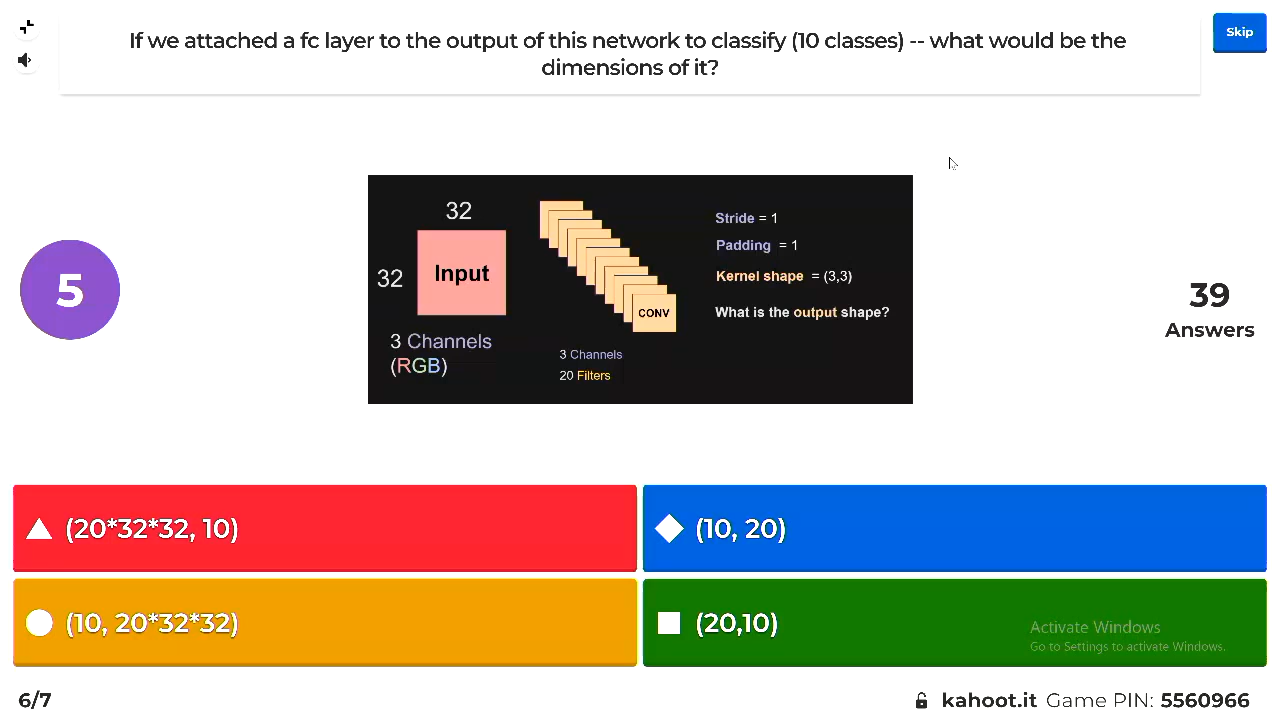 If we attached a fc layer to the output of this network to classify (10 classes) -- what would be the
dimensions of it?
Skip
5
32
32
Input
3 Channels
(RGB)
CONV
3 Channels
20 Filters
Stride = 1
Padding = 1
Kernel shape = (3,3)
What is the output shape?
39
Answers
(20*32*32, 10)
(10, 20)
(10, 20*32*32)
(20,10)
Activate Windows
Go to Settings to activate Windows.
6/7
kahoot.it Game PIN: 5560966